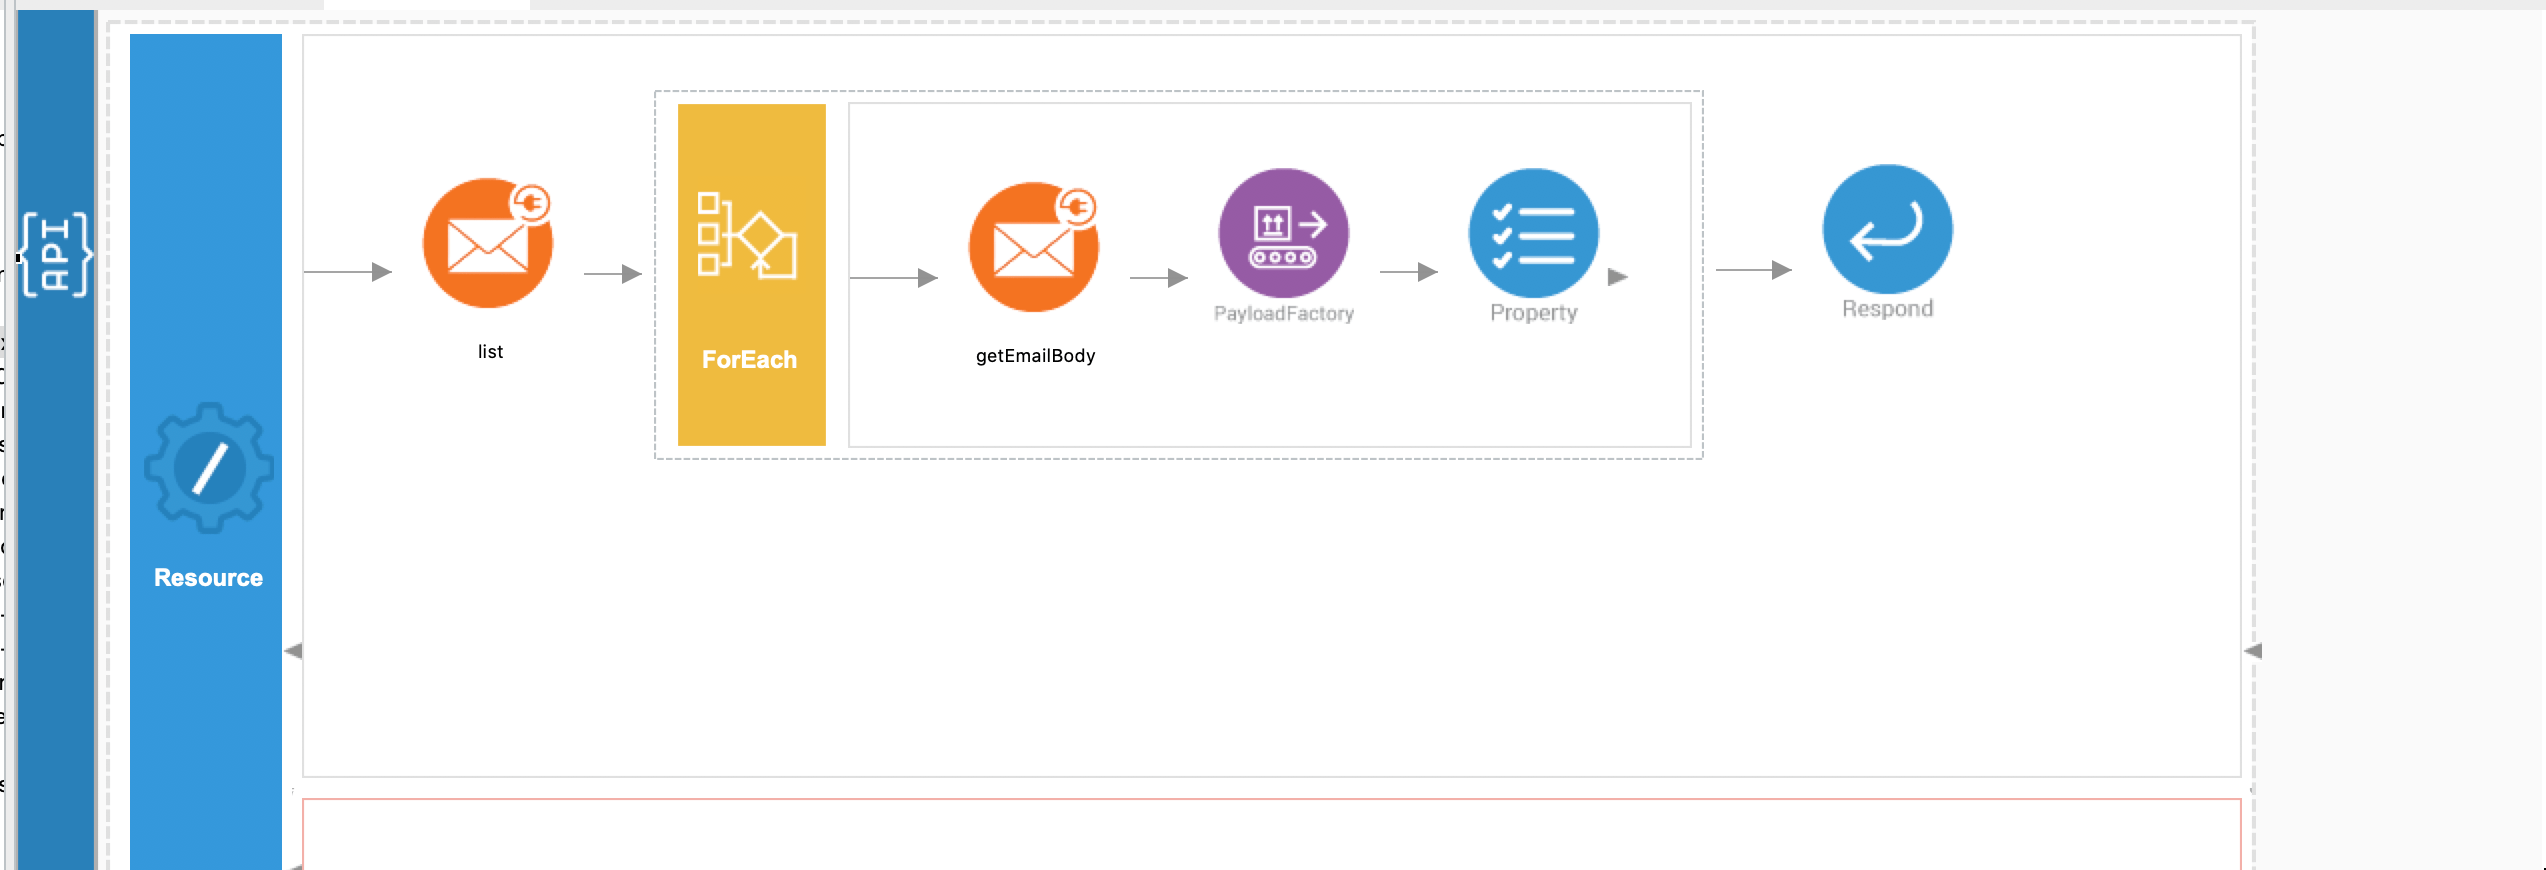 API
Resource
list
ForEach
getEmailBody
PayloadFactory
Property
Respond